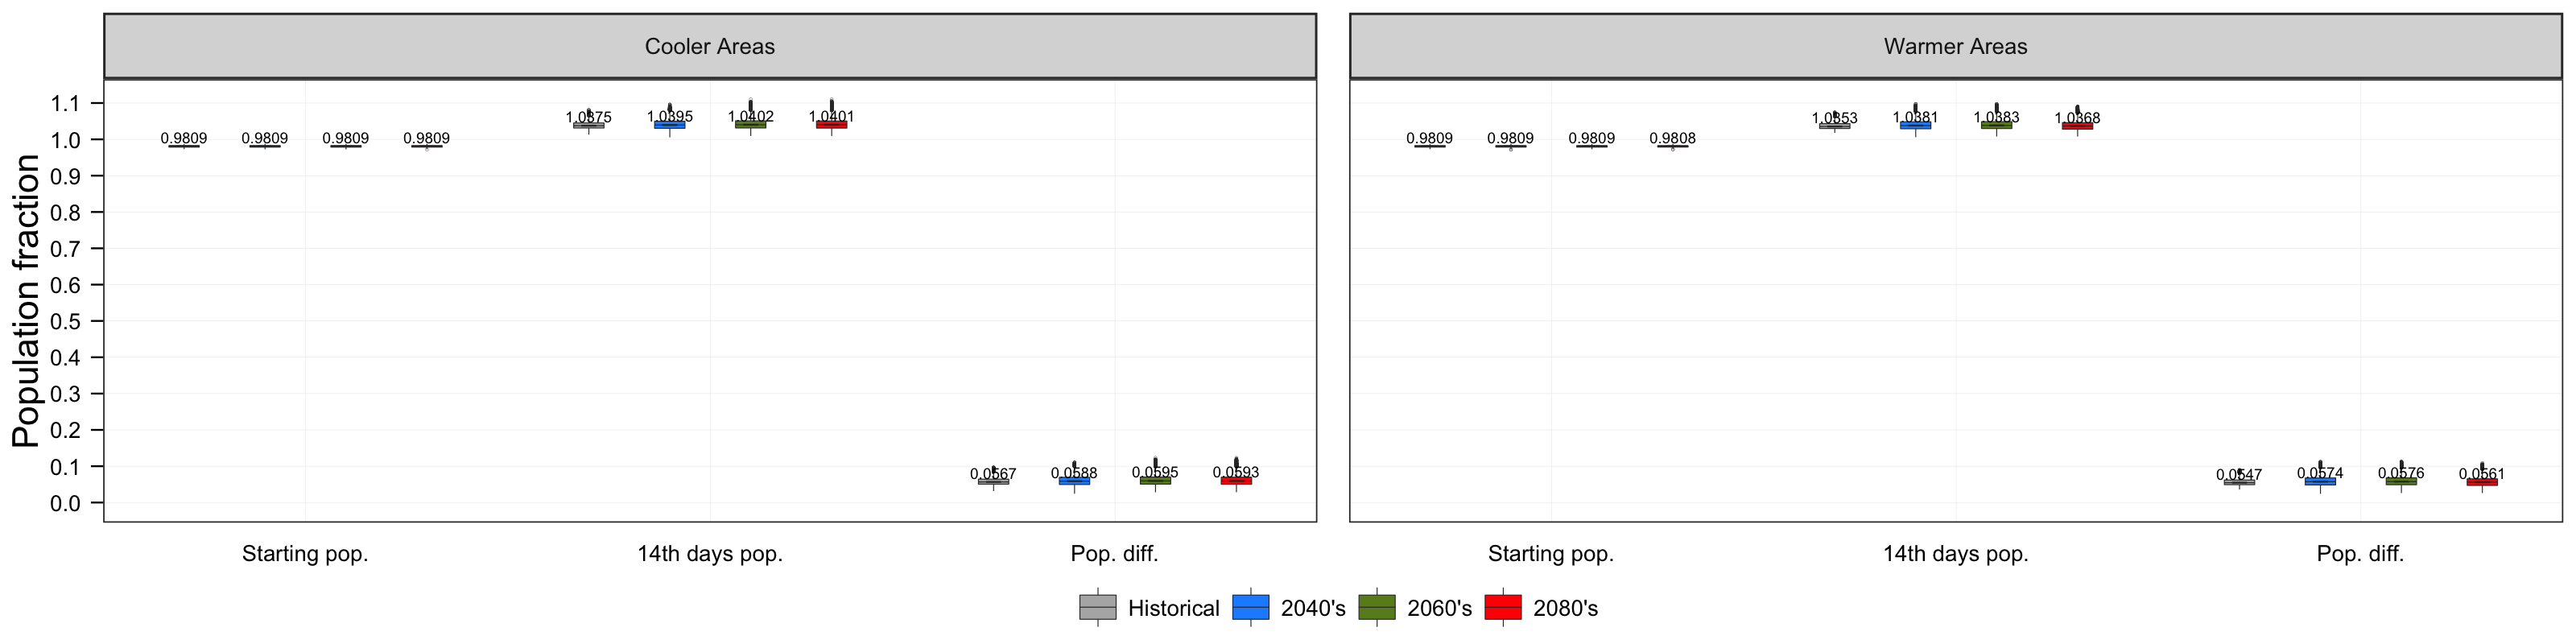 Cooler Areas
Warmer Areas
Population fraction
1.1
1.0
0.9
0.8
0.7
0.6
0.5
0.4
0.3
0.2
0.1
0.0
0.9809 0.9809 0.9809 0.9809
1.0375 1.0395 1.0402 1.0401
0.0567 0.0588 0.0595 0.0593
0.9809 0.9809 0.9809 0.9808
1.0353 1.0381 1.0383 1.0368
0.0547 0.0574 0.0576 0.0561
Starting pop. 14th days pop. Pop. diff.
Starting pop. 14th days pop. Pop. diff.
Historical 2040's 2060's 2080's